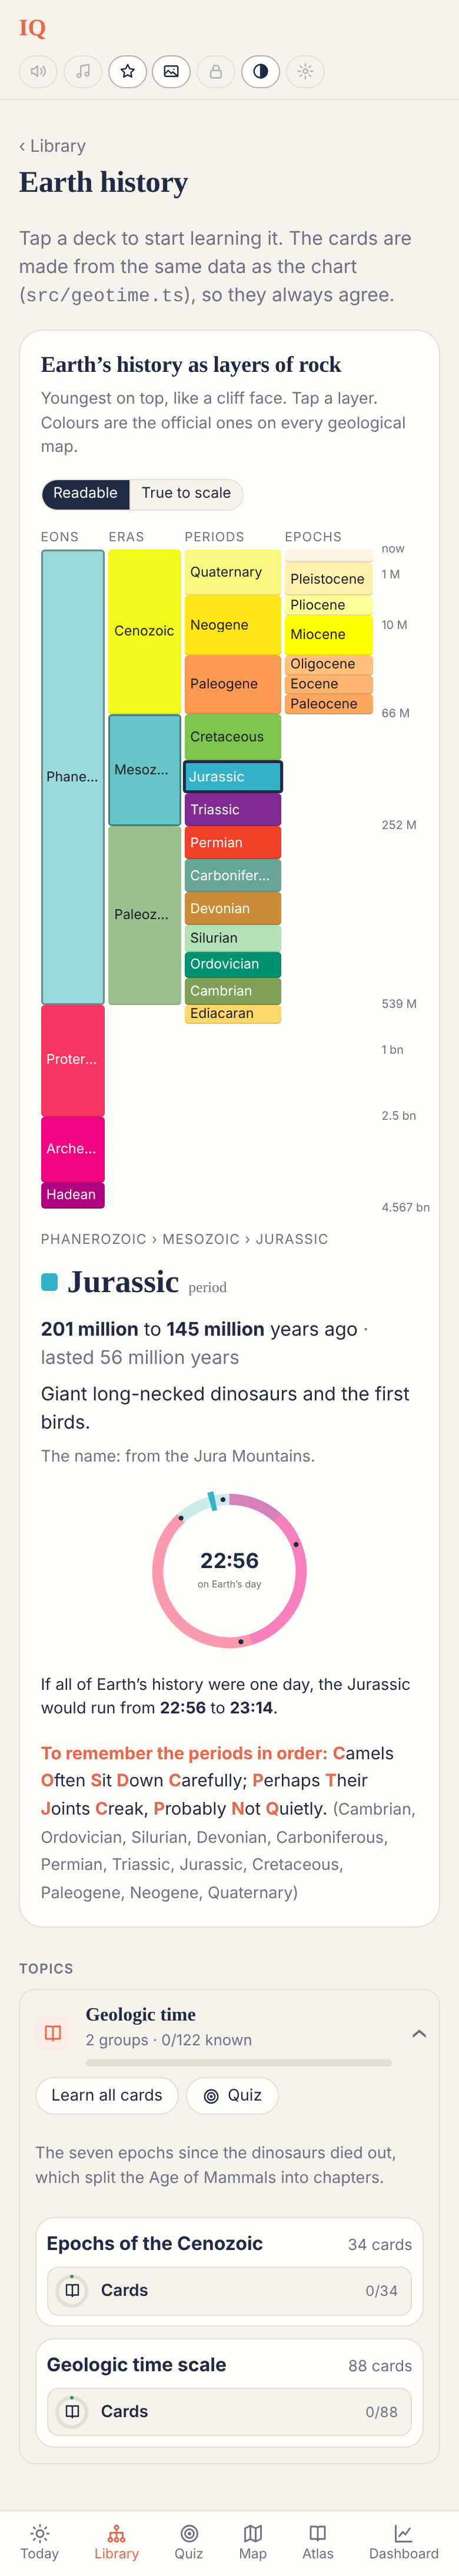 IQ
‹ Library
Earth history
Tap a deck to start learning it. The cards are
made from the same data as the chart
(src/geotime.ts), so they always agree.
Earth’s history as layers of rock
Youngest on top, like a cliff face. Tap a layer.
Colours are the official ones on every geological
map.
Readable True to scale
EONS ERAS PERIODS EPOCHS
now
Quaternary
Pleistocene
1 M
Pliocene
Neogene
10 M
Cenozoic
Miocene
Oligocene
Paleogene
Eocene
Paleocene
66 M
Cretaceous
Mesoz…
Phane…
Jurassic
Triassic
252 M
Permian
Carbonifer…
Devonian
Paleoz…
Silurian
Ordovician
Cambrian
539 M
Ediacaran
1 bn
Proter…
2.5 bn
Arche…
Hadean
4.567 bn
PHANEROZOIC › MESOZOIC › JURASSIC
Jurassic period
201 million to 145 million years ago ·
lasted 56 million years
Giant long-necked dinosaurs and the first
birds.
The name: from the Jura Mountains.
22:56
on Earth’s day
If all of Earth’s history were one day, the Jurassic
would run from 22:56 to 23:14.
To remember the periods in order: Camels
Often Sit Down Carefully; Perhaps Their
Joints Creak, Probably Not Quietly. (Cambrian,
Ordovician, Silurian, Devonian, Carboniferous,
Permian, Triassic, Jurassic, Cretaceous,
Paleogene, Neogene, Quaternary)
TOPICS
Geologic time
2 groups · 0/122 known
Learn all cards Quiz
The seven epochs since the dinosaurs died out,
which split the Age of Mammals into chapters.
Epochs of the Cenozoic 34 cards
Cards 0/34
Geologic time scale 88 cards
Cards 0/88
Today Library Quiz Map Atlas Dashboard